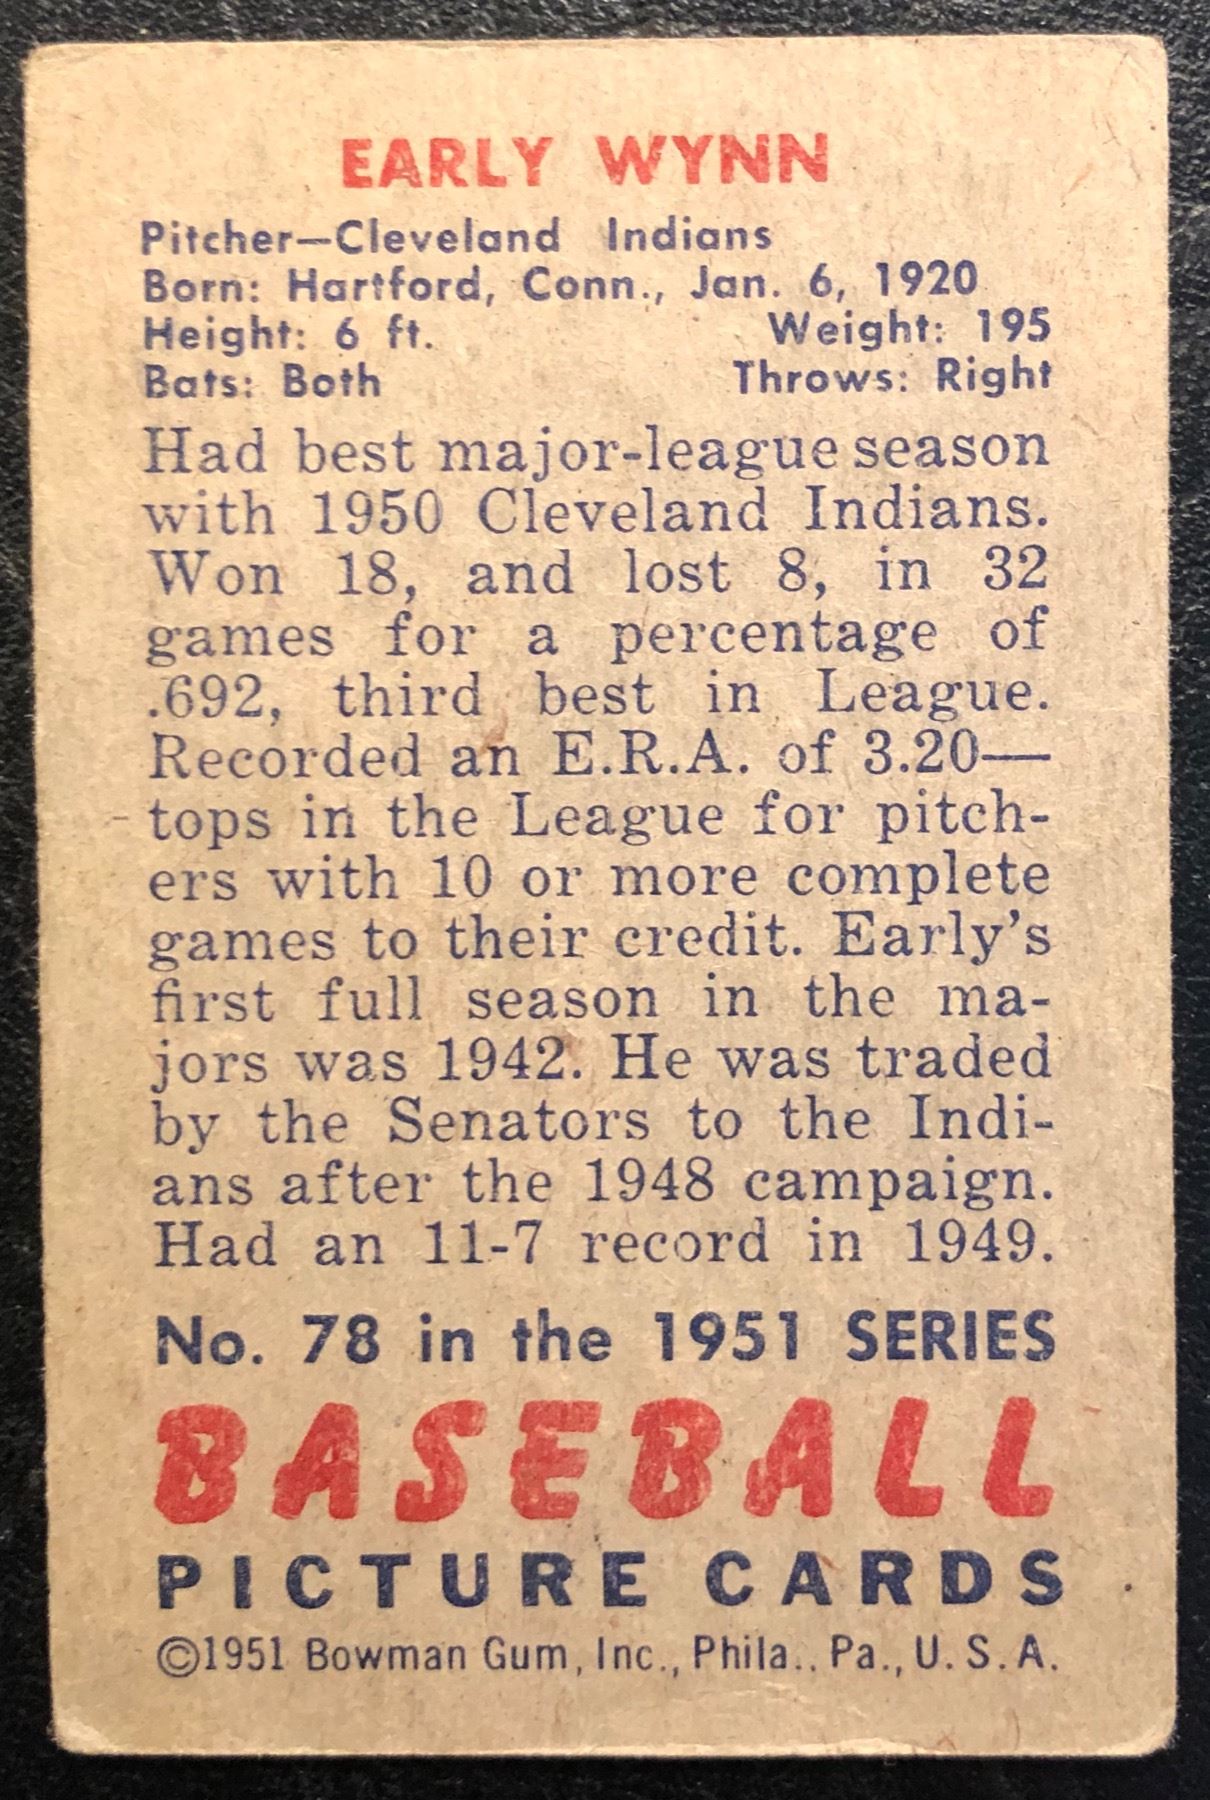 EARLY WYNN
Pitcher—Cleveland Indians
Born: Hartford, Conn., Jan. 6, 1920
Height: 6 ft. Weight: 195
Bats: Both Throws: Right
Had best major-league season
with 1950 Cleveland Indians.
Won 18, and lost 8, in 32
games for a percentage of
.692, third best in League.
Recorded an E.R.A. of 3.20—
tops in the League for pitch-
ers with 10 or more complete
games to their credit. Early's
first full season in the ma-
jors was 1942. He was traded
by the Senators to the Indi-
ans after the 1948 campaign.
Had an 11-7 record in 1949.
No. 78 in the 1951 SERIES
BASEBALL
PICTURE CARDS
©1951 Bowman Gum, Inc., Phila., Pa., U. S. A.